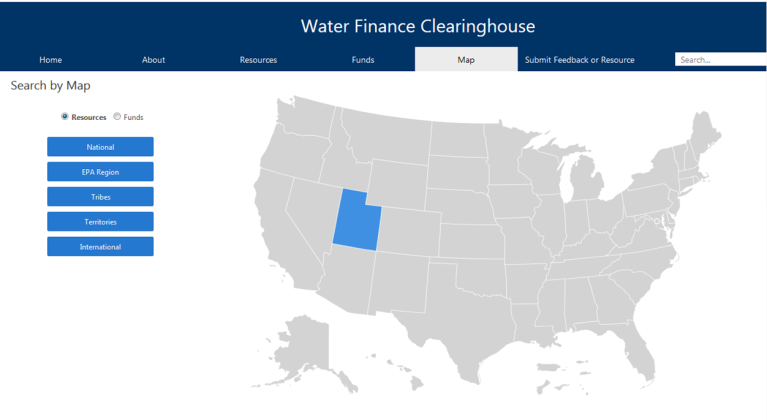 Water Finance Clearinghouse
Home About Resources Funds Map Submit Feedback or Resource Search...
Search by Map
Resources Funds
National
EPA Region
Tribes
Territories
International